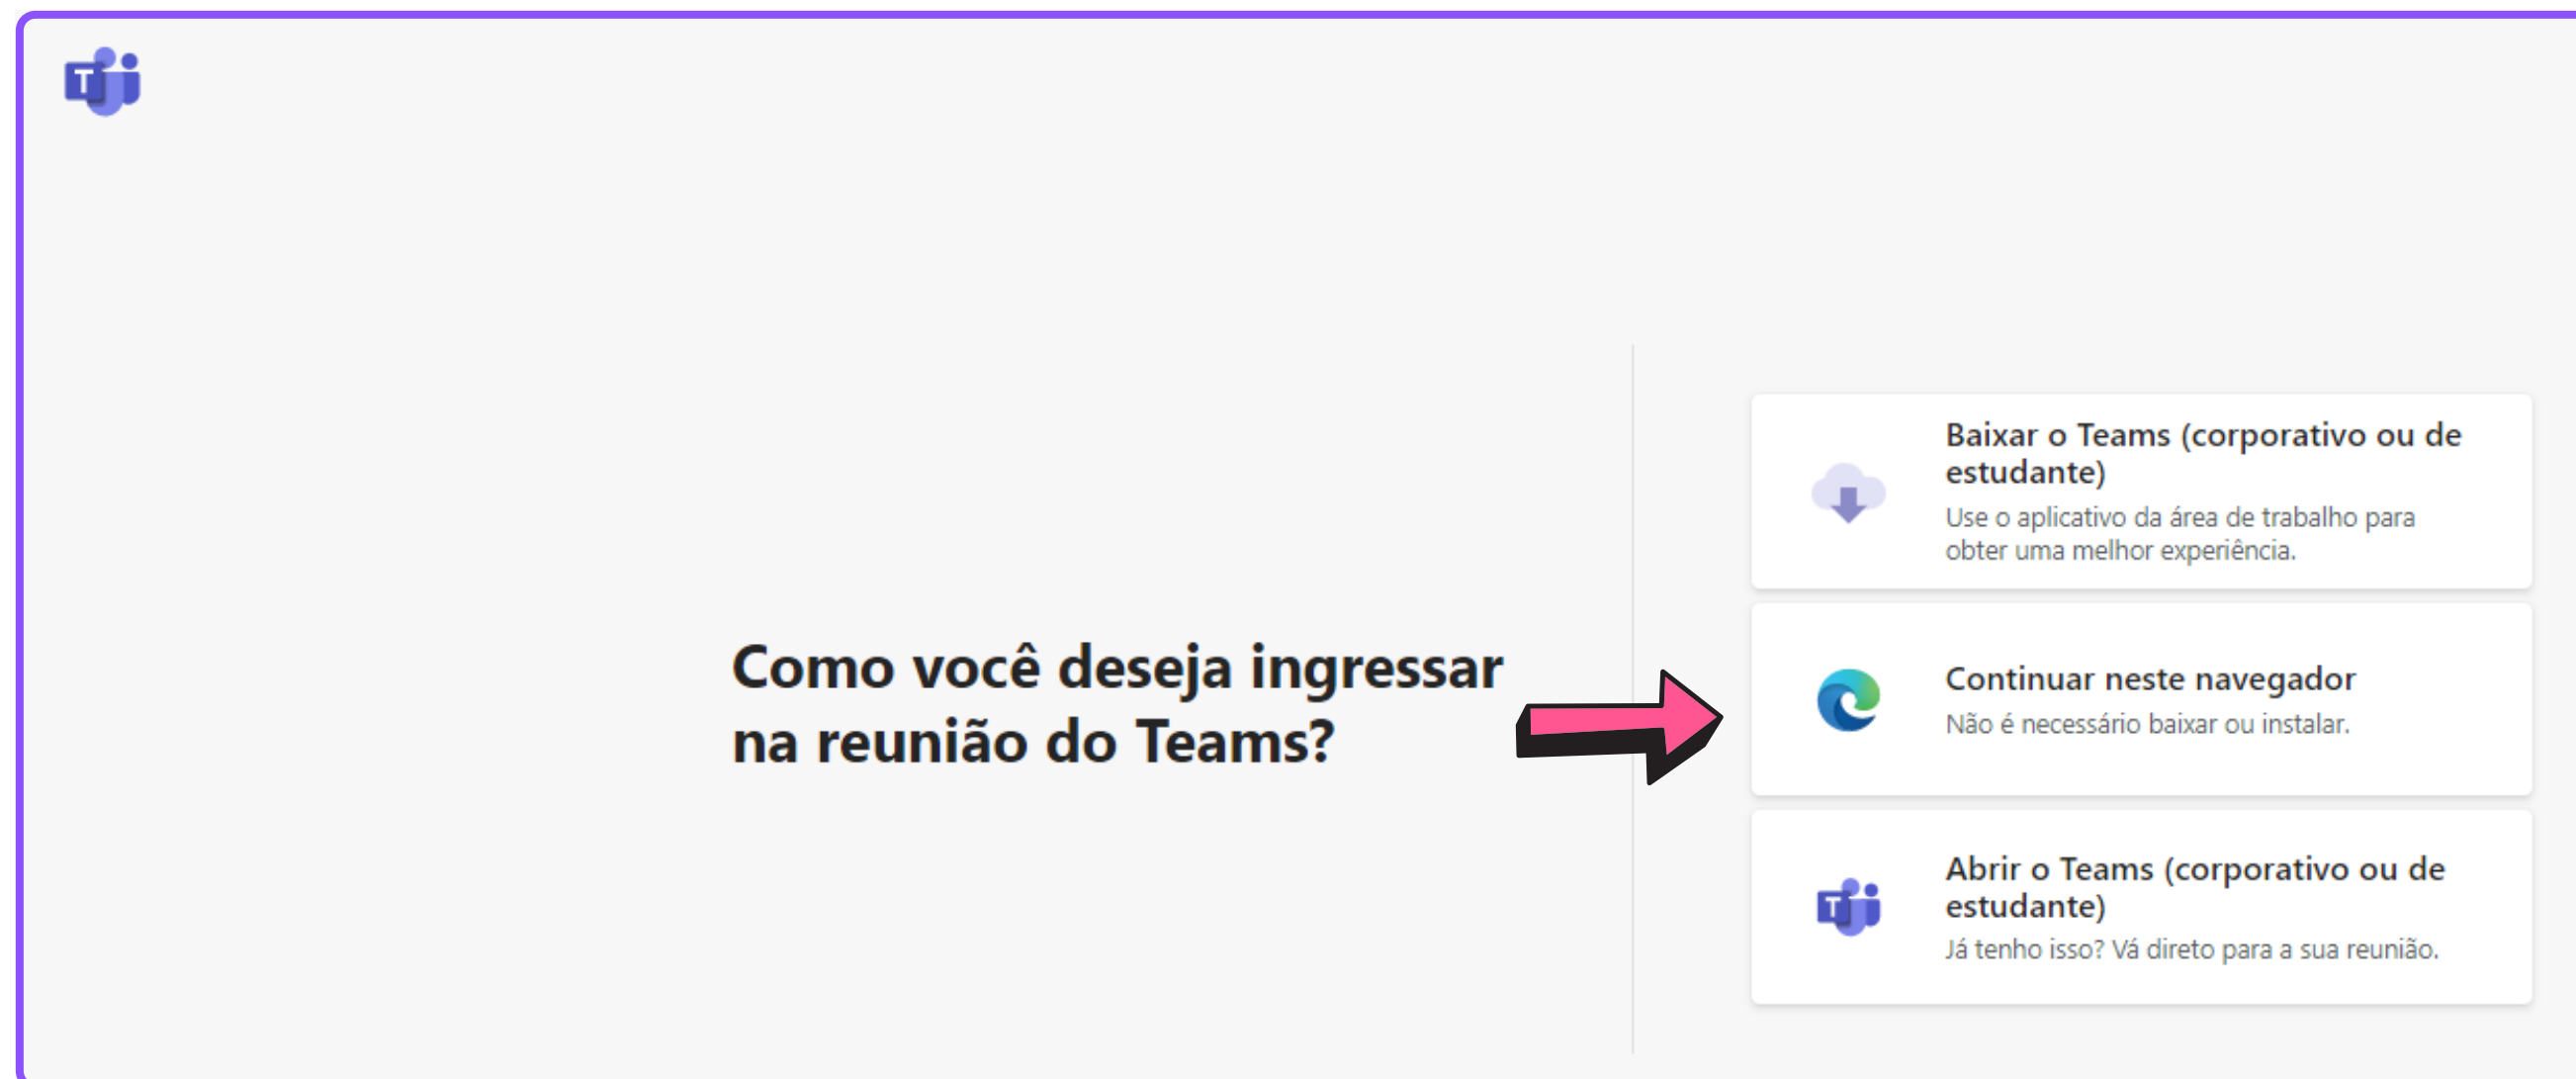 T
Como você deseja ingressar
na reunião do Teams?
Baixar o Teams (corporativo ou de
estudante)
Use o aplicativo da área de trabalho para
obter uma melhor experiência.
Continuar neste navegador
Não é necessário baixar ou instalar.
T
Abrir o Teams (corporativo ou de
estudante)
Já tenho isso? Vá direto para a sua reunião.